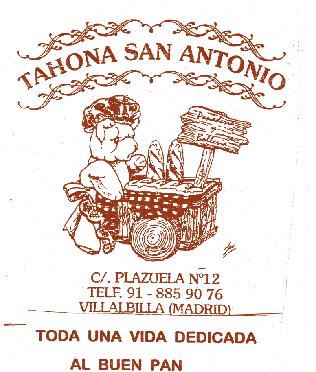 TAHONA SAN ANTONIO
C/. PLAZUELA Nº12
TELF. 91 - 885 90 76
VILLALBILLA (MADRID)
TODA UNA VIDA DEDICADA
AL BUEN PAN